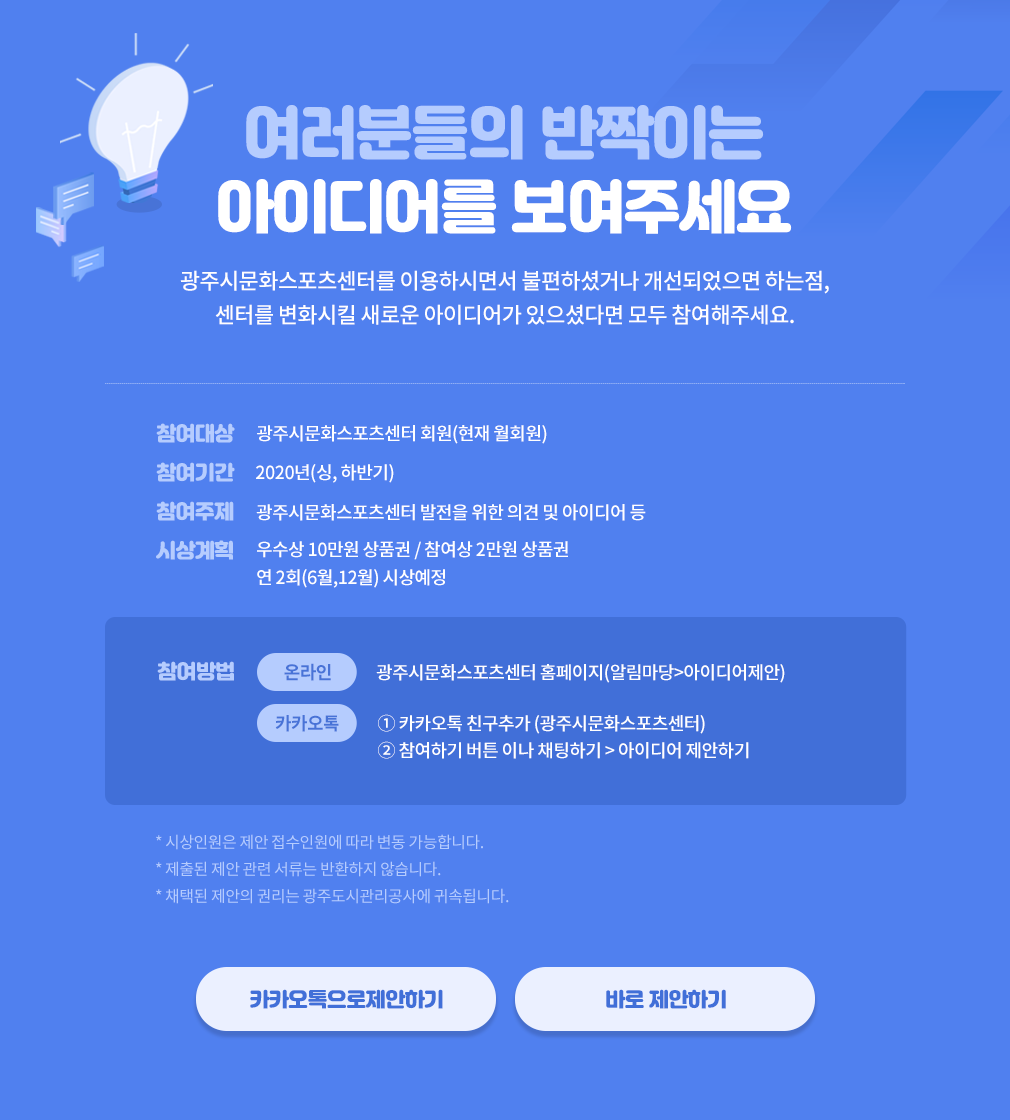 여러분들의 반짝이는
아이디어를 보여주세요
광주시문화스포츠센터를 이용하시면서 불편하셨거나 개선되었으면 하는점,
센터를 변화시킬 새로운 아이디어가 있으셨다면 모두 참여해주세요.
참여대상 광주시문화스포츠센터 회원(현재 월회원)
참여기간 2020년(싱, 하반기)
참여주제 광주시문화스포츠센터 발전을 위한 의견 및 아이디어 등
시상계획 우수상 10만원 상품권 / 참여상 2만원 상품권
연 2회(6월,12월) 시상예정
참여방법 온라인 광주시문화스포츠센터 홈페이지(알림마당>아이디어제안)
카카오톡 ① 카카오톡 친구추가 (광주시문화스포츠센터)
② 참여하기 버튼 이나 채팅하기 > 아이디어 제안하기
* 시상인원은 제안 접수인원에 따라 변동 가능합니다.
* 제출된 제안 관련 서류는 반환하지 않습니다.
* 채택된 제안의 권리는 광주도시관리공사에 귀속됩니다.
카카오톡으로제안하기 바로 제안하기